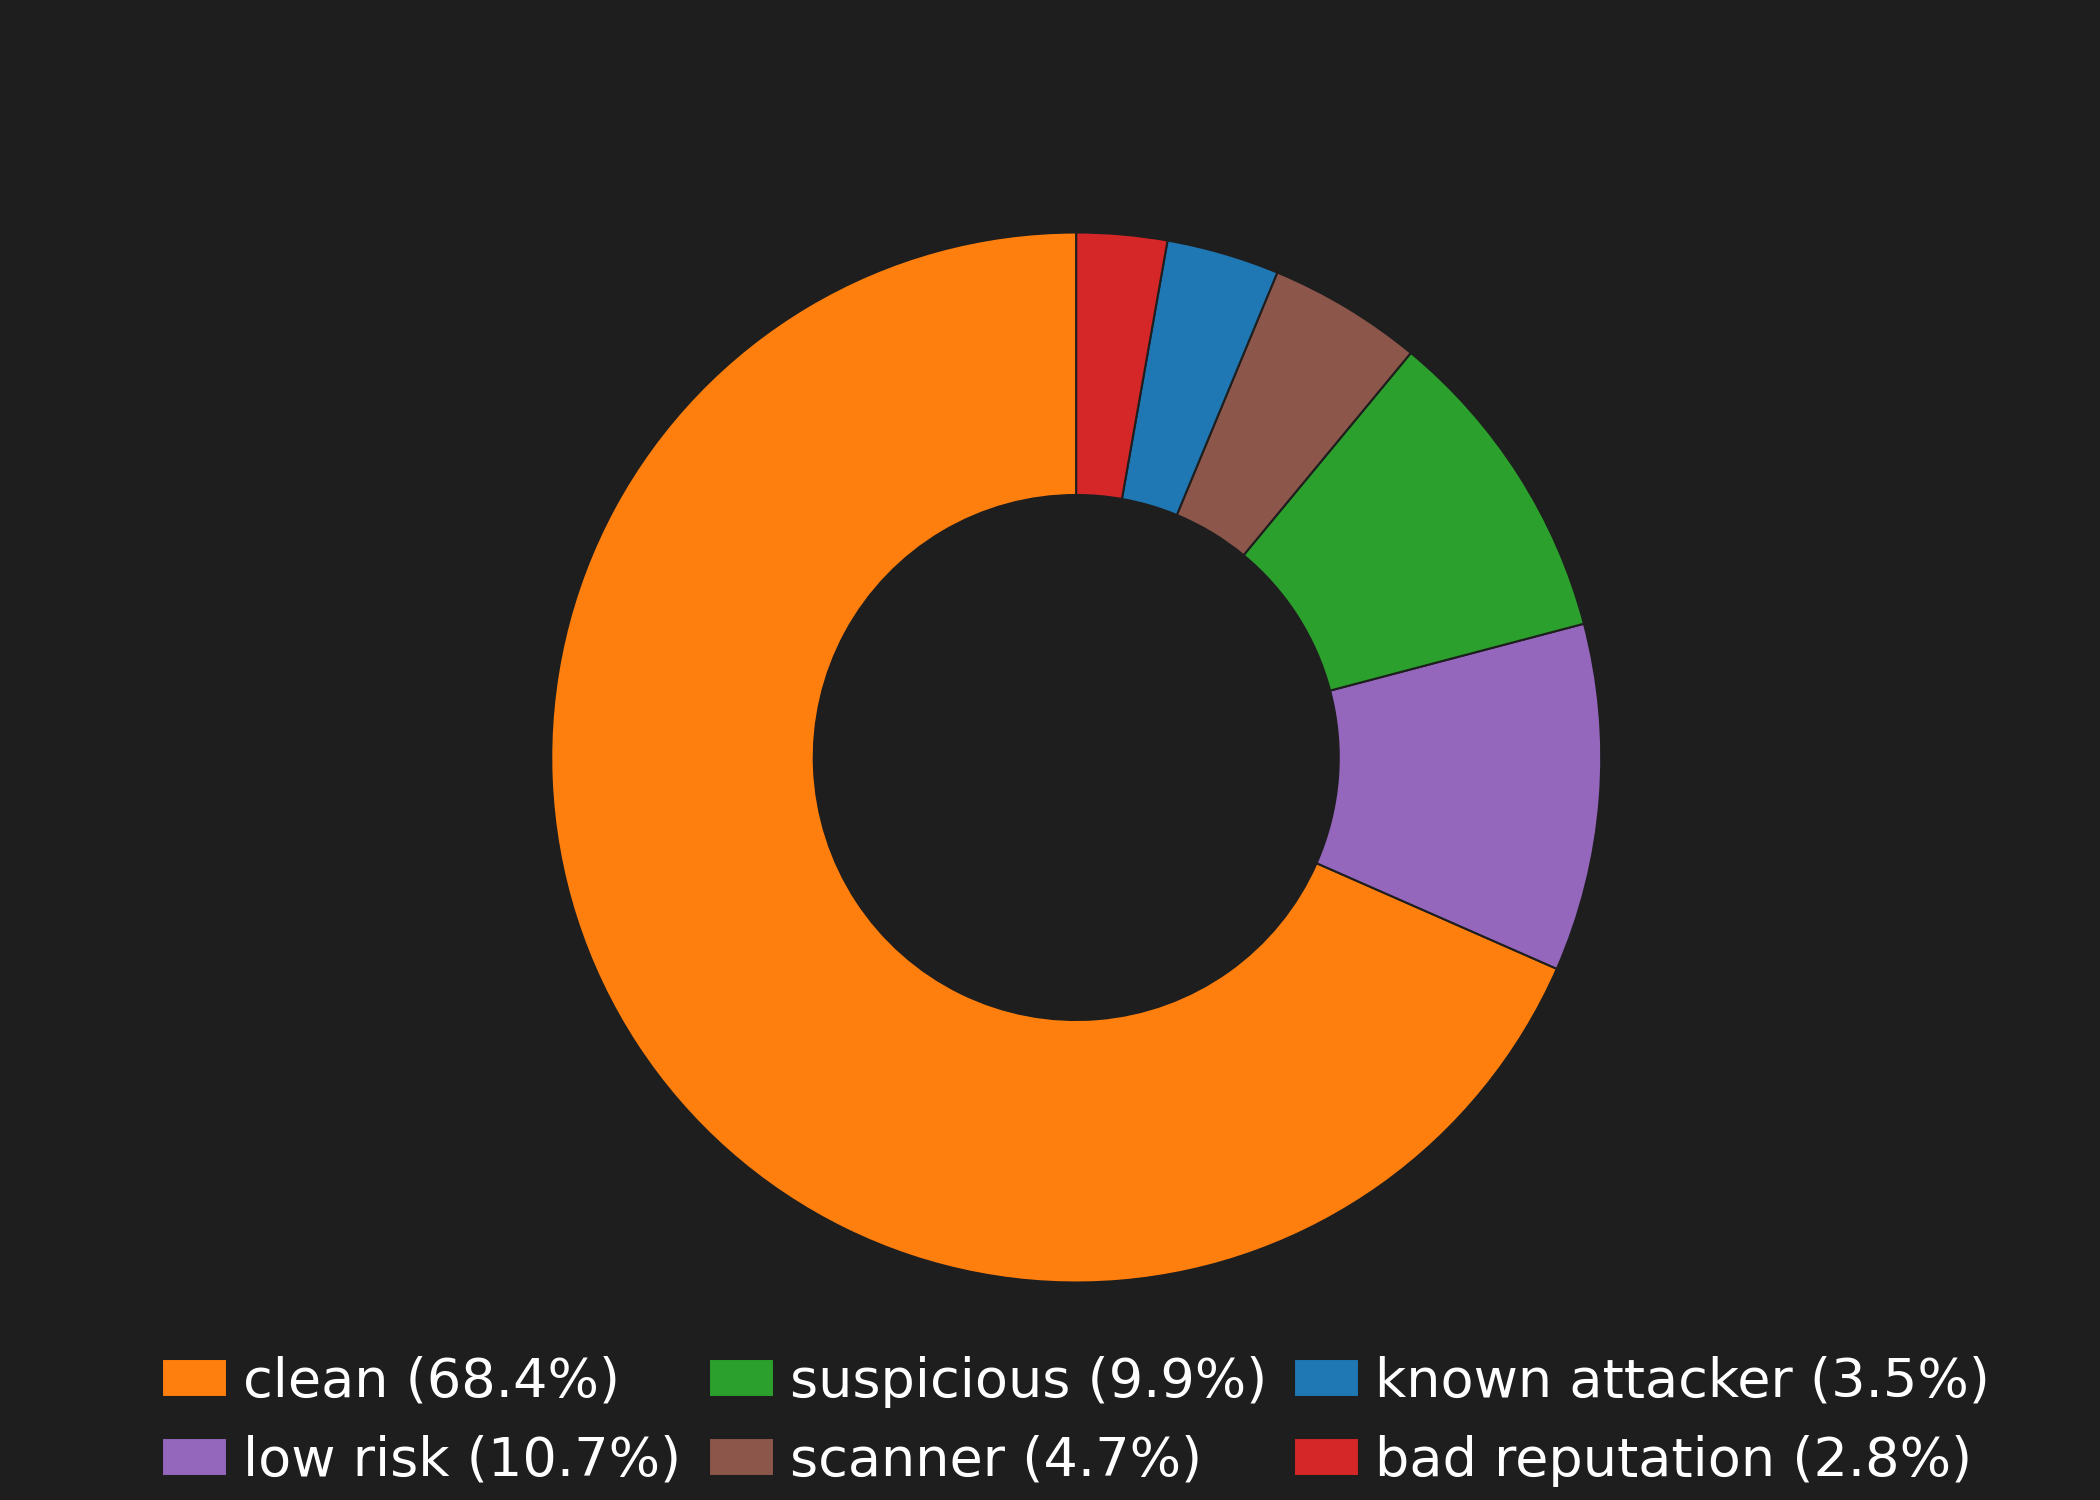 clean (68.4%)
low risk (10.7%)
suspicious (9.9%)
scanner (4.7%)
known attacker (3.5%)
bad reputation (2.8%)